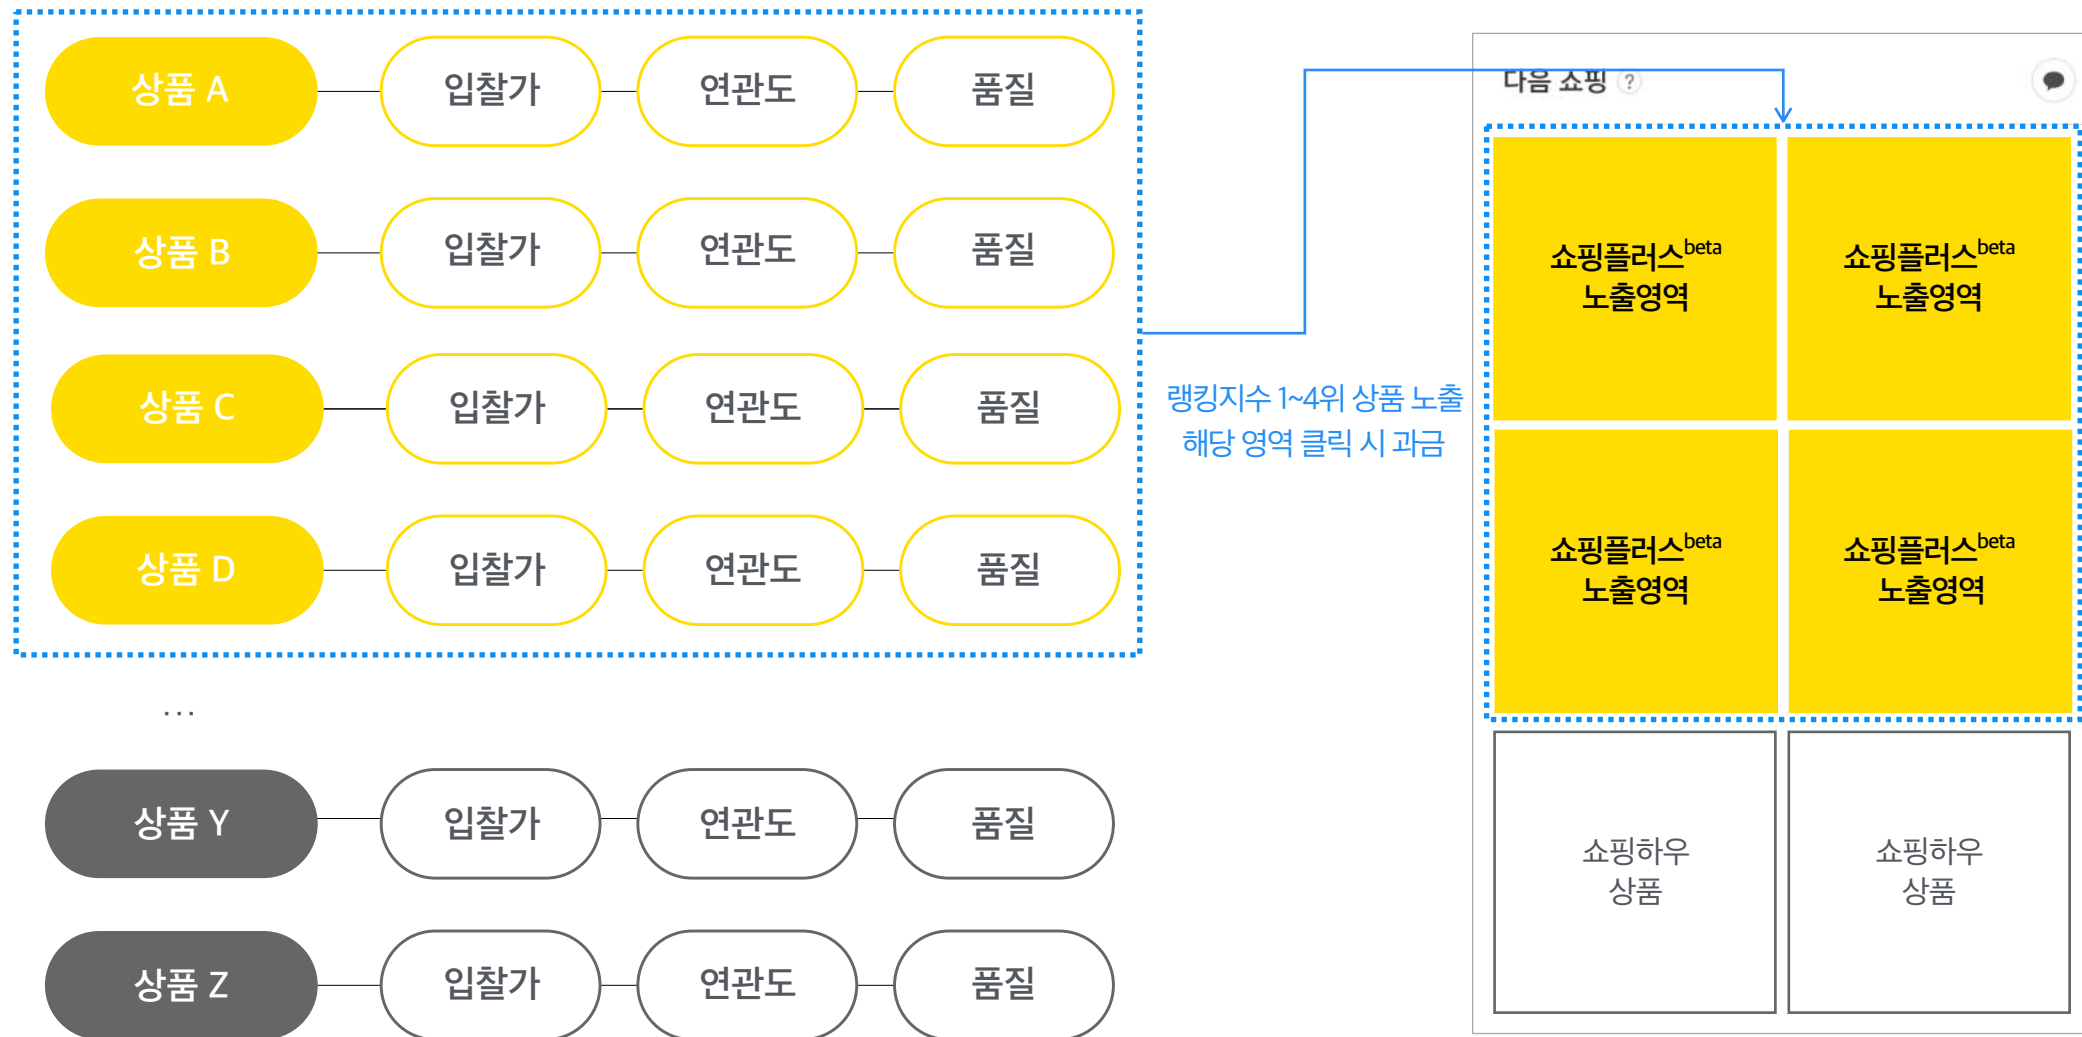 상품 A
입찰가
연관도
품질
상품 B
입찰가
연관도
품질
상품 C
입찰가
연관도
품질
상품 D
입찰가
연관도
품질
...
상품 Y
입찰가
연관도
품질
상품 Z
입찰가
연관도
품질
랭킹지수 1~4위 상품 노출
해당 영역 클릭 시 과금
다음 쇼핑 ?
쇼핑플러스beta
노출영역
쇼핑플러스beta
노출영역
쇼핑플러스beta
노출영역
쇼핑플러스beta
노출영역
쇼핑하우
상품
쇼핑하우
상품